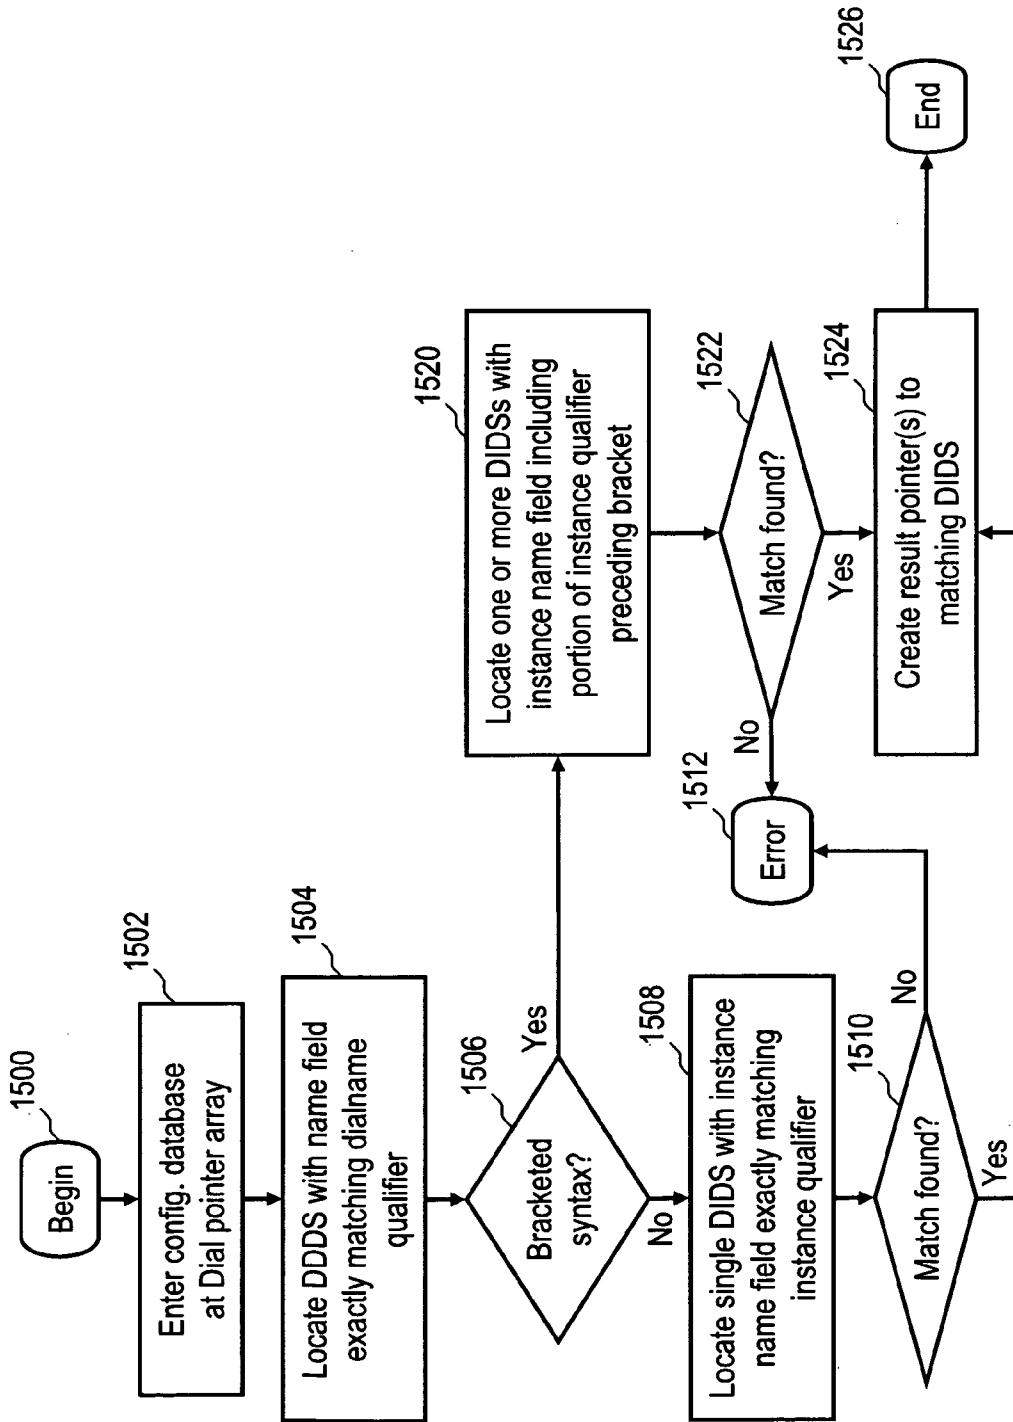 1500
Begin
1502
Enter config. database
at Dial pointer array
1504
Locate DDDS with name field
exactly matching dialname
qualifier
1506
Bracketed
syntax?
Yes
No
1508
Locate single DIDS with instance
name field exactly matching
instance qualifier
1510
Match found?
No
Yes
1512
Error
1520
Locate one or more DIDSs with
instance name field including
portion of instance qualifier
preceding bracket
1522
Match found?
No
Yes
1524
Create result pointer(s) to
matching DIDS
1526
End